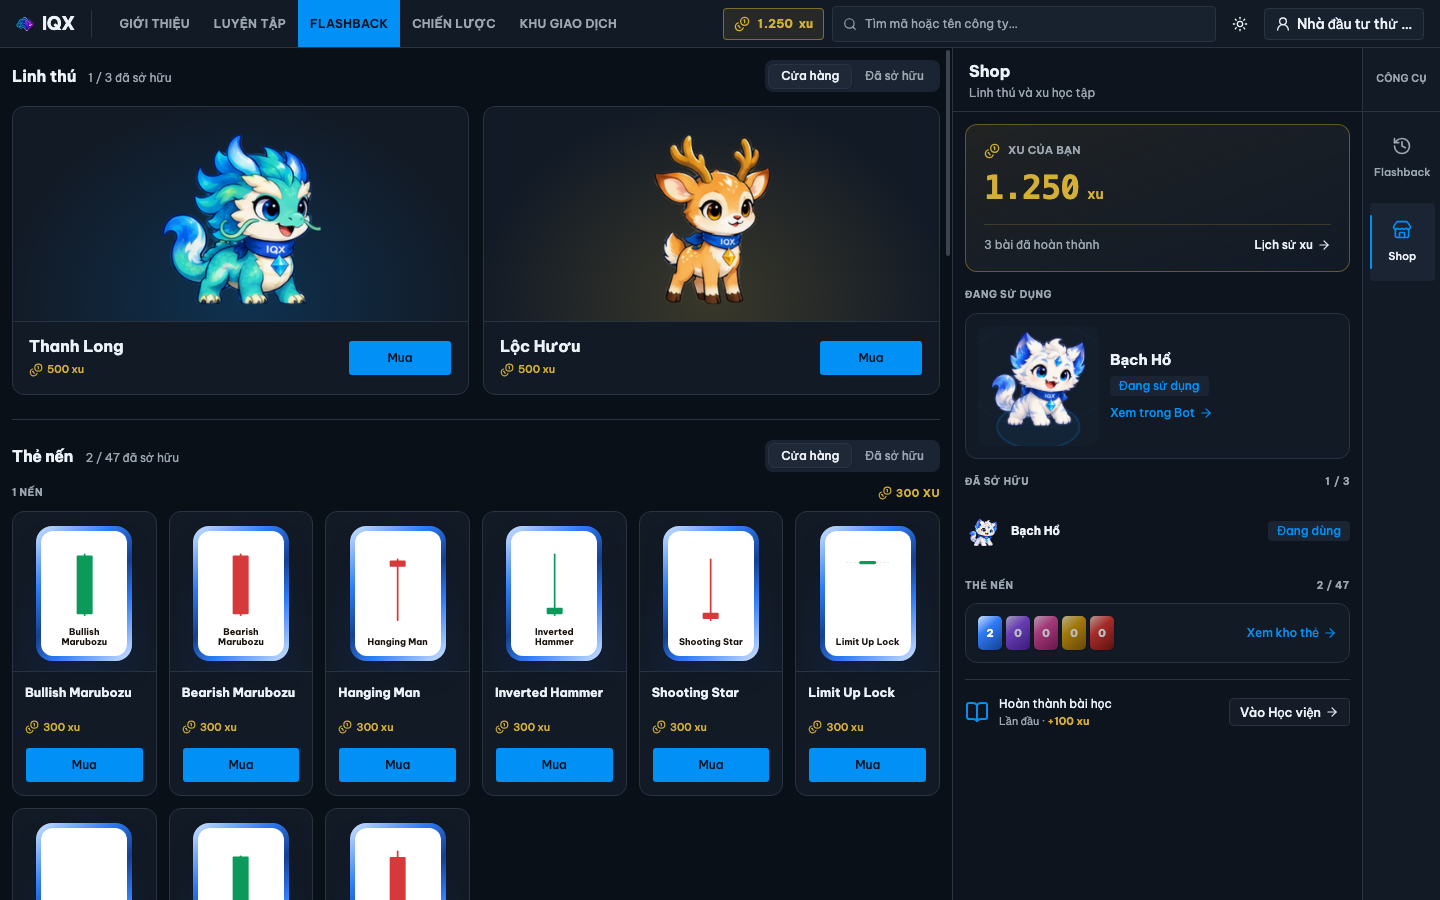 IQX
GIỚI THIỆU
LUYỆN TẬP
FLASHBACK
CHIẾN LƯỢC
KHU GIAO DỊCH
1.250 xu
Tìm mã hoặc tên công ty...
Nhà đầu tư thử ...
Linh thú
1 / 3 đã sở hữu
Cửa hàng
Đã sở hữu
IQX
IQX
Thanh Long
500 xu
Mua
Lộc Hươu
500 xu
Mua
Thẻ nến
2 / 47 đã sở hữu
Cửa hàng
Đã sở hữu
1 NẾN
300 XU
Bullish
Marubozu
Bearish
Marubozu
Hanging Man
Inverted
Hammer
Shooting Star
Limit Up Lock
Bullish Marubozu
300 xu
Mua
Bearish Marubozu
300 xu
Mua
Hanging Man
300 xu
Mua
Inverted Hammer
300 xu
Mua
Shooting Star
300 xu
Mua
Limit Up Lock
300 xu
Mua
Shop
Linh thú và xu học tập
XU CỦA BẠN
1.250 xu
3 bài đã hoàn thành
Lịch sử xu →
ĐANG SỬ DỤNG
IQX
Bạch Hổ
Đang sử dụng
Xem trong Bot →
ĐÃ SỞ HỮU
1 / 3
Bạch Hổ
Đang dùng
THẺ NẾN
2 / 47
2
0
0
0
0
Xem kho thẻ →
Hoàn thành bài học
Lần đầu · +100 xu
Vào Học viện →
CÔNG CỤ
Flashback
Shop